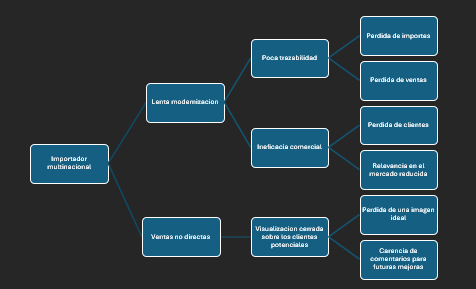 Perdida de importes
Poca trazabilidad
Perdida de ventas
Lenta modernizacion
Perdida de clientes
Ineficacia comercial
Importador
multinacional
Relevancia en el
mercado reducida
Perdida de una imagen
ideal
Ventas no directas
Visualizacion cerrada
sobre los clientes
potenciales
Carencia de
comentarios para
futuras mejoras